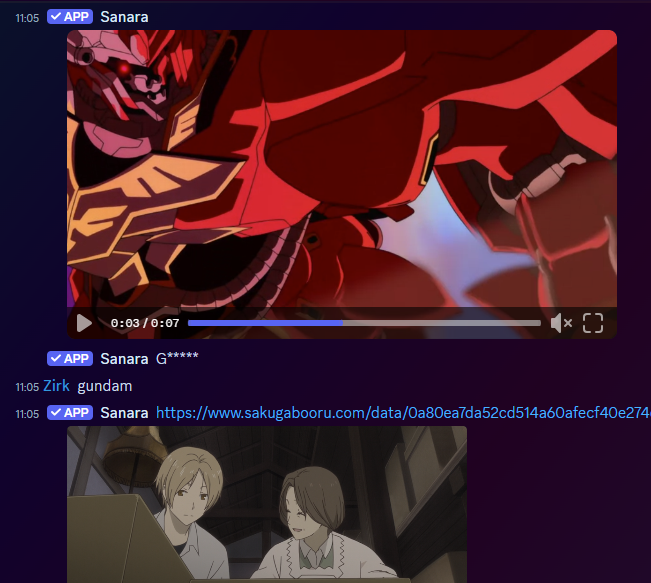 11:05 ✓ APP Sanara
0:03 / 0:07
✓ APP Sanara G*****
11:05 Zirk gundam
11:05 ✓ APP Sanara https://www.sakugabooru.com/data/0a80ea7da52cd514a60afecf40e274